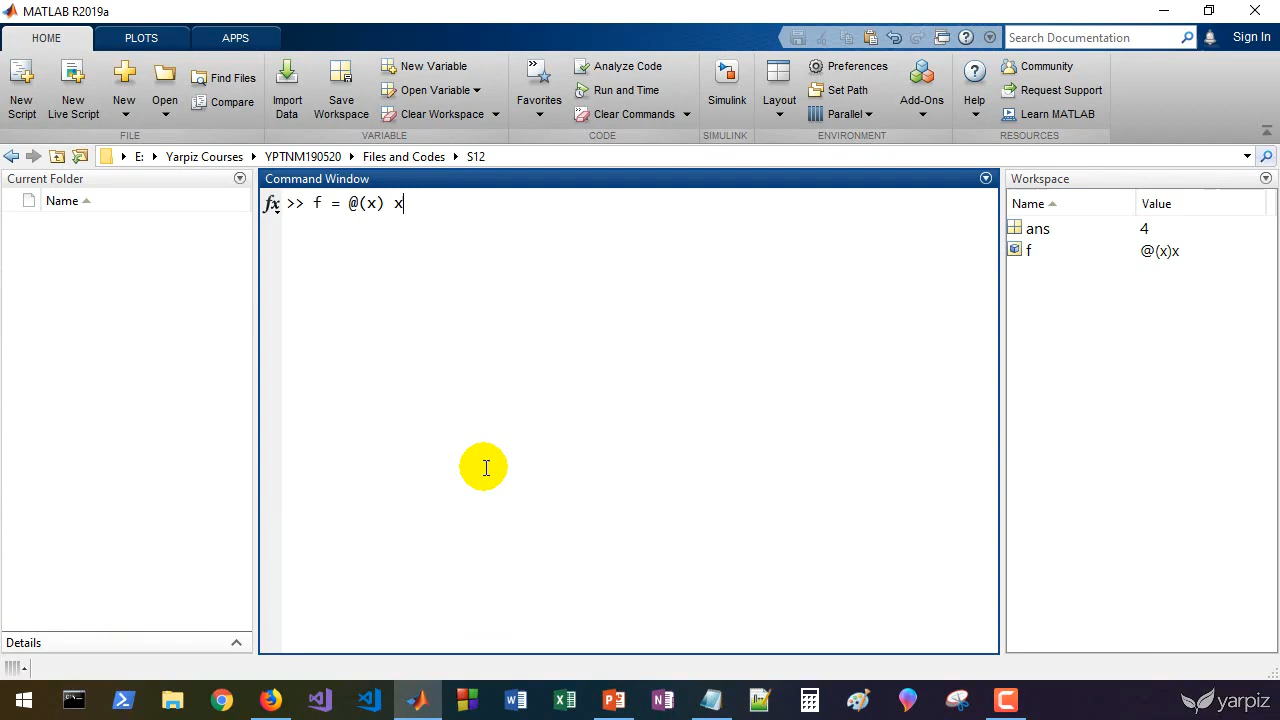 MATLAB R2019a
HOME PLOTS APPS Search Documentation Sign In
New Script New Live Script New Open Find Files Compare Import Data Save Workspace New Variable Open Variable Clear Workspace Favorites Analyze Code Run and Time Clear Commands Simulink Layout Preferences Set Path Parallel Add-Ons Help Community Request Support Learn MATLAB
FILE VARIABLE CODE SIMULINK ENVIRONMENT RESOURCES
E: Yarpiz Courses YPTNM190520 Files and Codes S12
Current Folder Command Window Workspace
Name fx >> f = @(x) x Name Value
ans 4
f @(x)x
Details
yarpiz